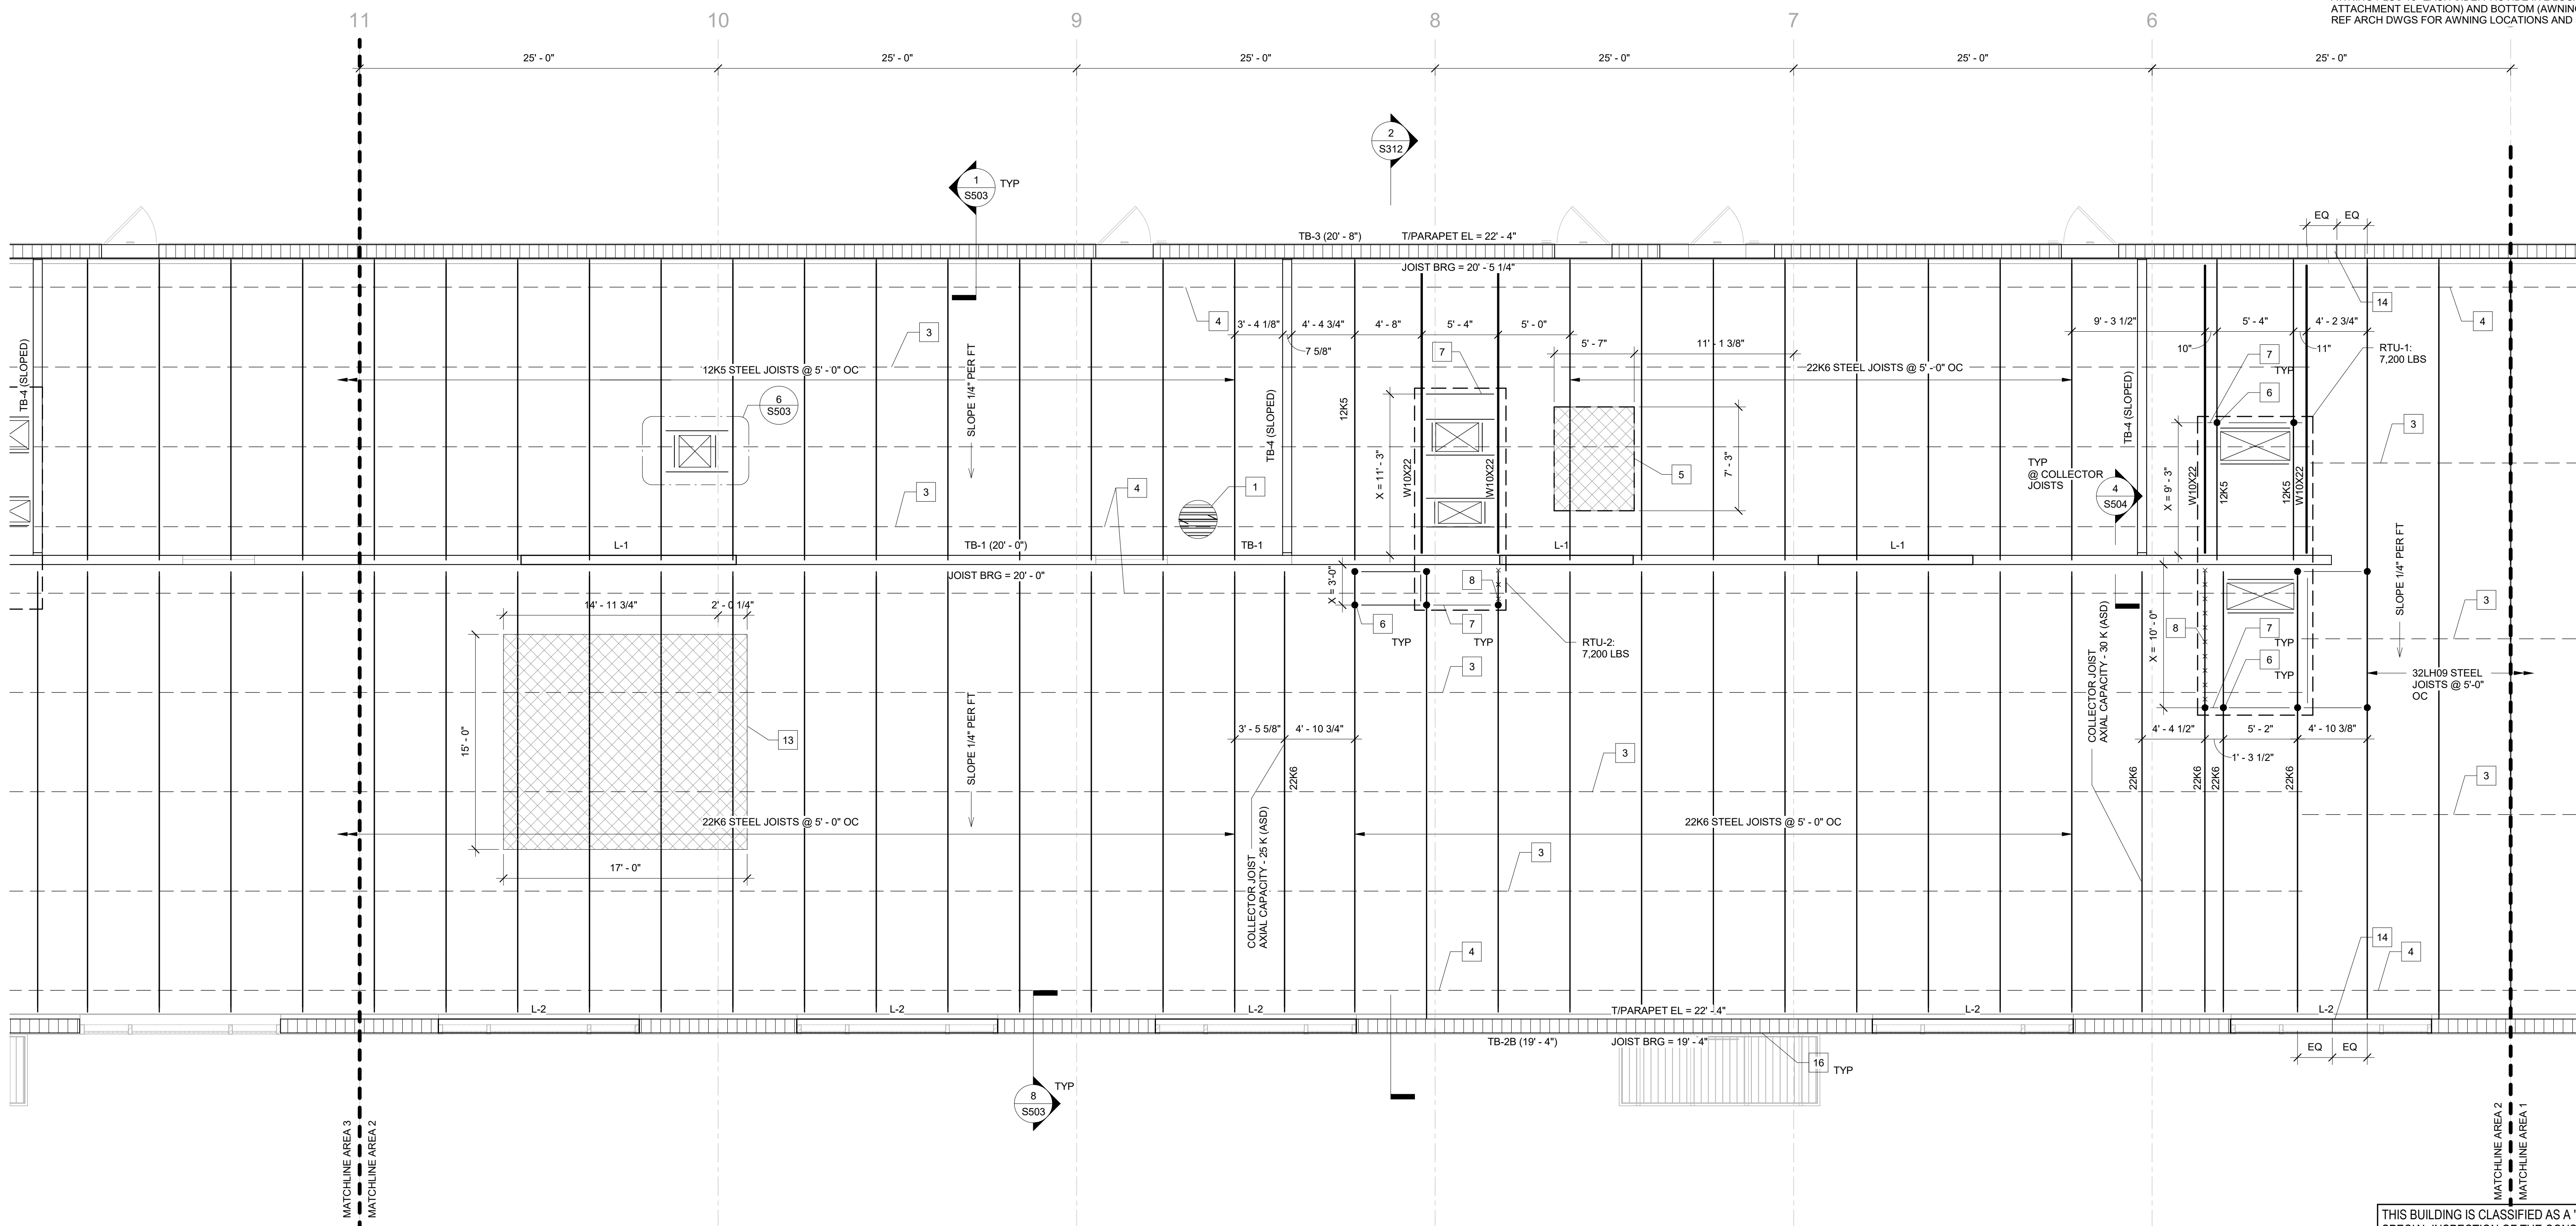 ATTACHMENT ELEVATION) AND BOTTOM (AWNING
REF ARCH DWGS FOR AWNING LOCATIONS AND
11
10
9
8
7
6
25' - 0"
25' - 0"
25' - 0"
25' - 0"
25' - 0"
25' - 0"
2
S312
1
S503
TYP
EQ
EQ
TB-3 (20' - 8")
T/PARAPET EL = 22' - 4"
JOIST BRG = 20' - 5 1/4"
14
4
4
3
3' - 4 1/8"
4' - 4 3/4"
4' - 8"
5' - 4"
5' - 0"
7 5/8"
9' - 3 1/2"
5' - 4"
4' - 2 3/4"
10"
11"
7
TYP
RTU-1:
7,200 LBS
7
5' - 7"
11' - 1 3/8"
TB-4 (SLOPED)
12K5 STEEL JOISTS @ 5' - 0" OC
SLOPE 1/4" PER FT
22K6 STEEL JOISTS @ 5' - 0" OC
6
6
S503
12K5
TB-4 (SLOPED)
TB-4 (SLOPED)
3
X = 11' - 3"
W10X22
W10X22
7' - 3"
5
TYP
@ COLLECTOR
JOISTS
4
S504
X = 9' - 3"
W10X22
12K5
12K5
W10X22
3
4
1
SLOPE 1/4" PER FT
L-1
TB-1 (20' - 0")
TB-1
L-1
L-1
JOIST BRG = 20' - 0"
X = 3'-0"
8
6
TYP
7
TYP
RTU-2:
7,200 LBS
14' - 11 3/4"
2' - 0 1/4"
3
X = 10' - 0"
8
7
TYP
6
TYP
3
32LH09 STEEL
JOISTS @ 5'-0"
OC
COLLECTOR JOIST
AXIAL CAPACITY - 30 K (ASD)
15' - 0"
13
SLOPE 1/4" PER FT
3' - 5 5/8"
4' - 10 3/4"
3
4' - 4 1/2"
5' - 2"
4' - 10 3/8"
1' - 3 1/2"
22K6
22K6
22K6
22K6
22K6
3
22K6 STEEL JOISTS @ 5' - 0" OC
22K6 STEEL JOISTS @ 5' - 0" OC
COLLECTOR JOIST
AXIAL CAPACITY - 25 K (ASD)
17' - 0"
3
4
14
4
L-2
L-2
L-2
T/PARAPET EL = 22' - 4"
L-2
L-2
TB-2B (19' - 4")
JOIST BRG = 19' - 4"
16
TYP
EQ
EQ
8
S503
TYP
MATCHLINE AREA 3
MATCHLINE AREA 2
MATCHLINE AREA 2
MATCHLINE AREA 1
THIS BUILDING IS CLASSIFIED AS A